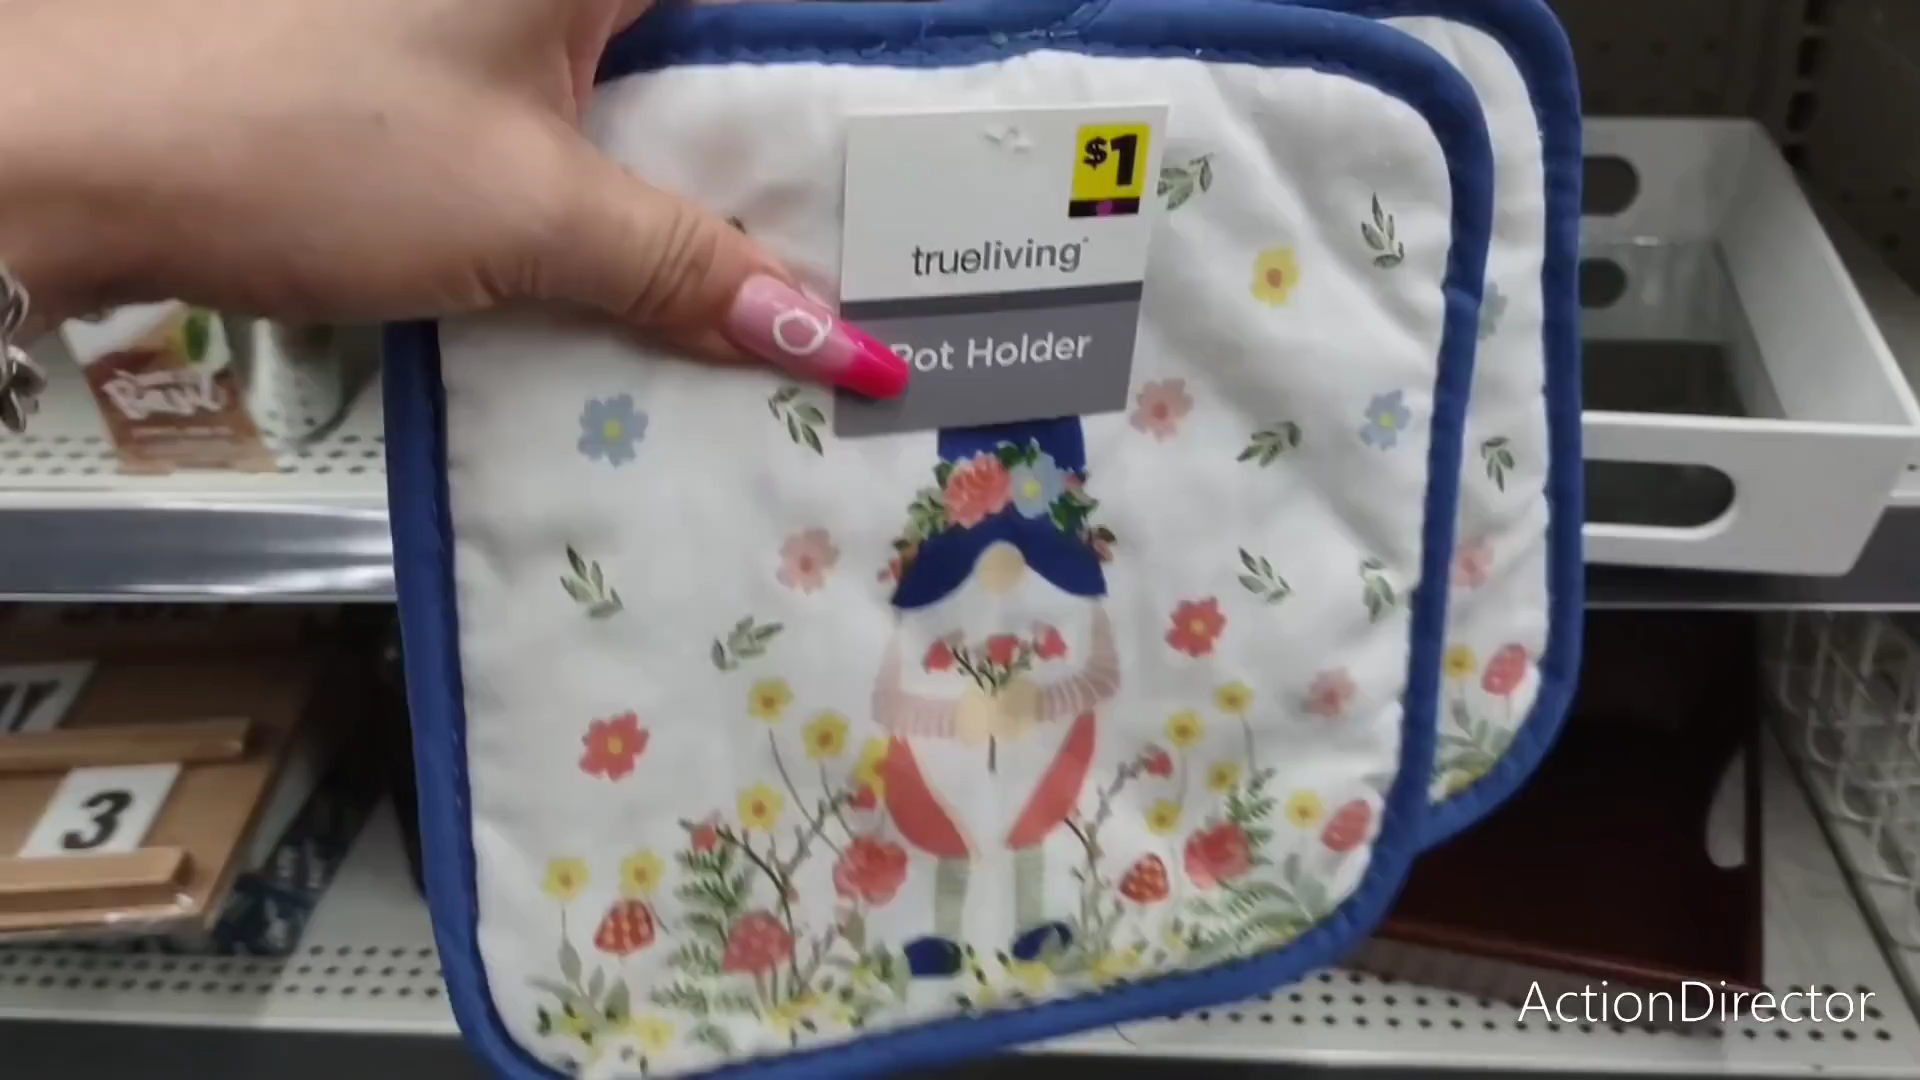 $1
trueliving
Pot Holder
3
ActionDirector